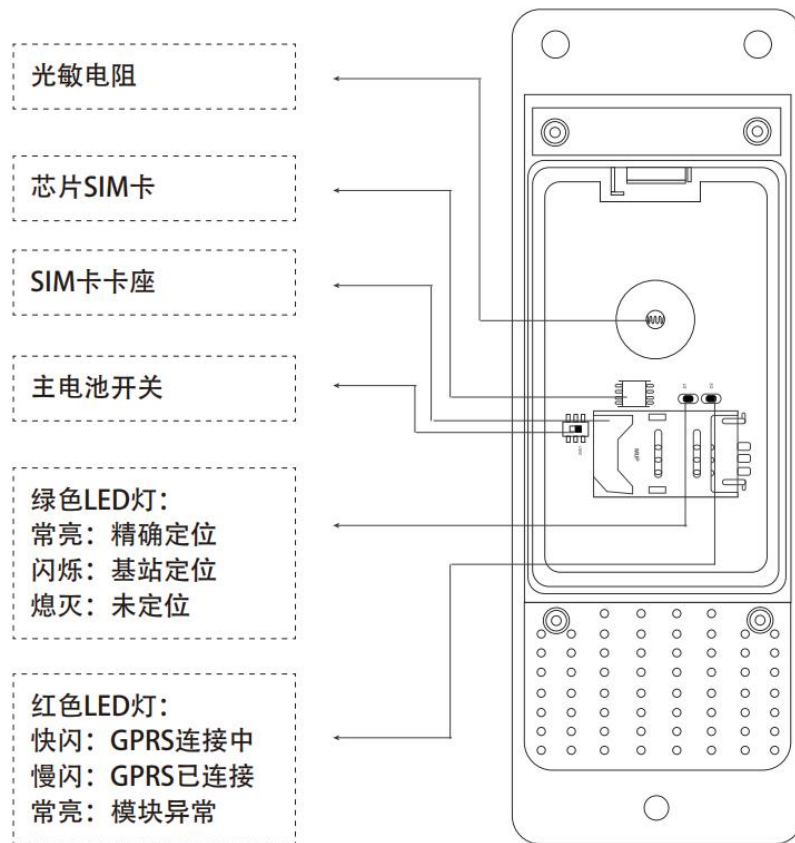 光敏电阻
芯片SIM卡
SIM卡卡座
主电池开关
绿色LED灯：
常亮：精确定位
闪烁：基站定位
熄灭：未定位
红色LED灯：
快闪：GPRS连接中
慢闪：GPRS已连接
常亮：模块异常